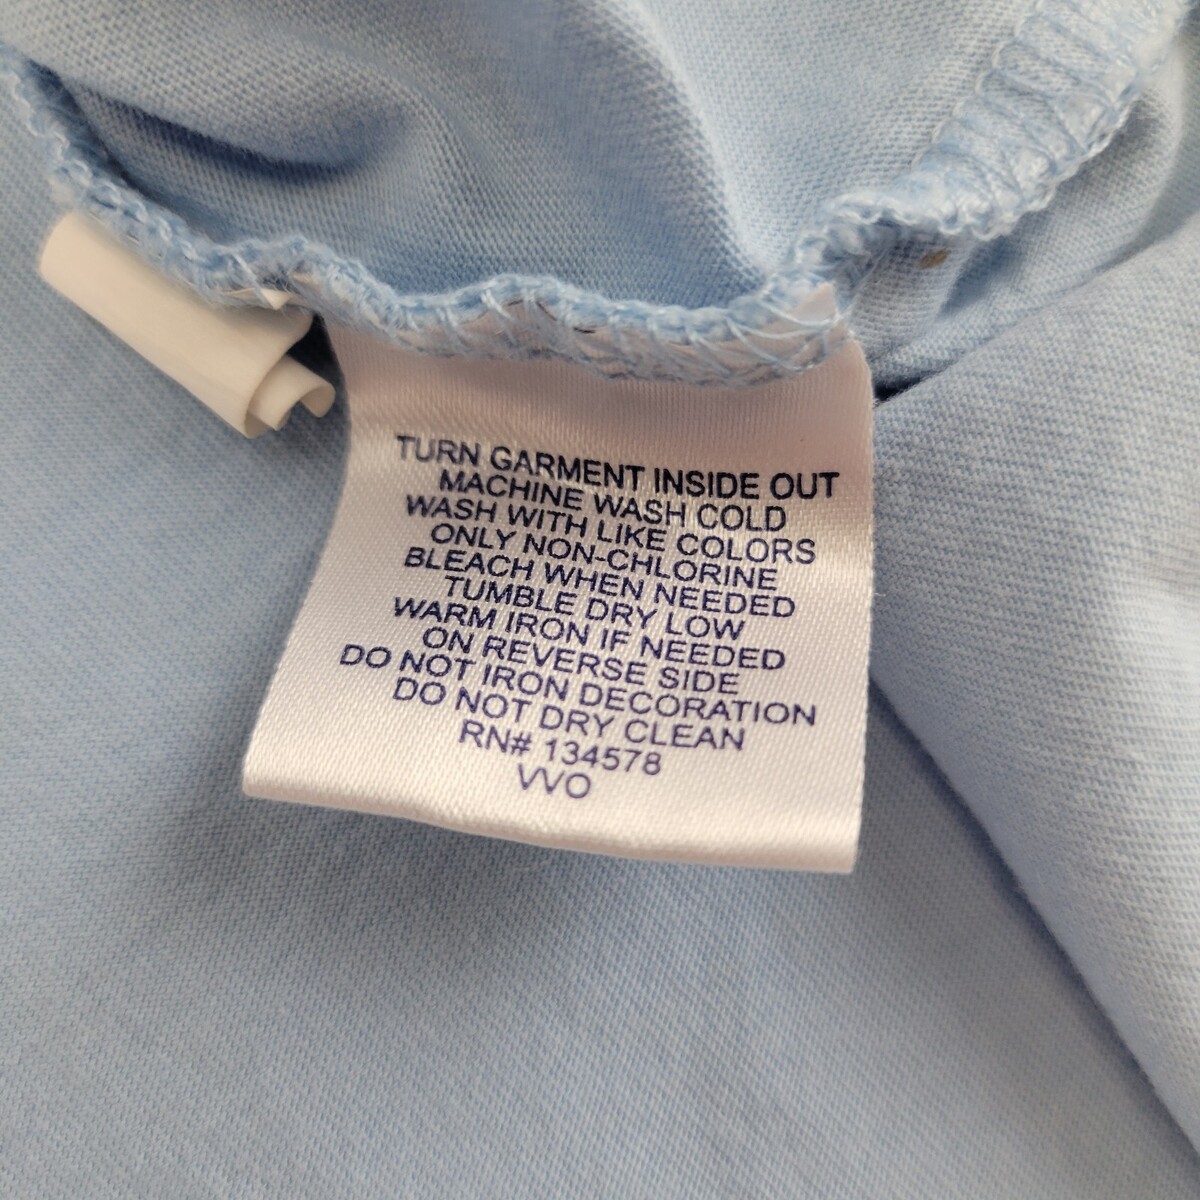 TURN GARMENT INSIDE OUT
MACHINE WASH COLD
WASH WITH LIKE COLORS
ONLY NON-CHLORINE
BLEACH WHEN NEEDED
TUMBLE DRY LOW
WARM IRON IF NEEDED
ON REVERSE SIDE
DO NOT IRON DECORATION
DO NOT DRY CLEAN
RN# 134578
VVO